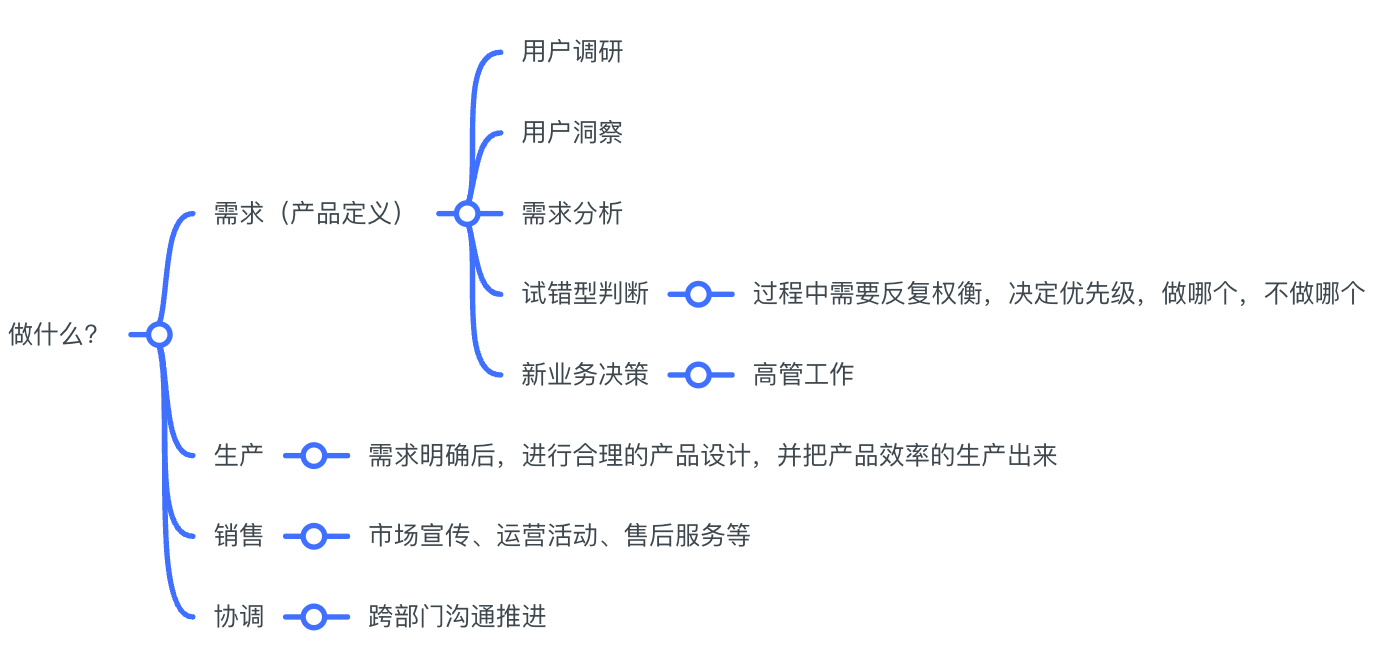 用户调研
用户洞察
需求（产品定义）
需求分析
试错型判断
过程中需要反复权衡，决定优先级，做哪个，不做哪个
做什么？
新业务决策
高管工作
生产
需求明确后，进行合理的产品设计，并把产品效率的生产出来
销售
市场宣传、运营活动、售后服务等
协调
跨部门沟通推进